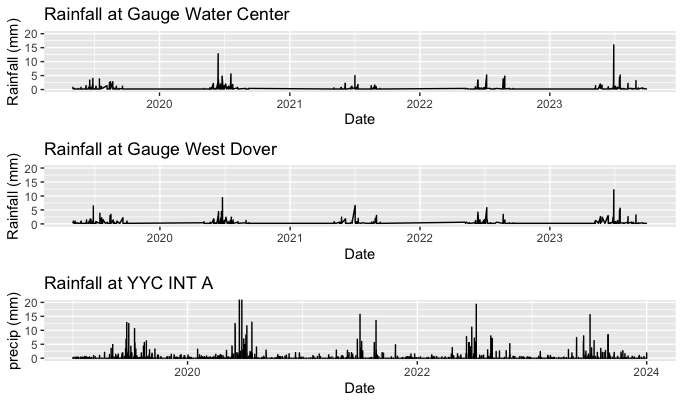 Rainfall at Gauge Water Center
Rainfall (mm)
20
15
10
5
0
2020 2021 2022 2023
Date
Rainfall at Gauge West Dover
Rainfall (mm)
20
15
10
5
0
2020 2021 2022 2023
Date
Rainfall at YYC INT A
precip (mm)
20
15
10
5
0
2020 2022 2024
Date